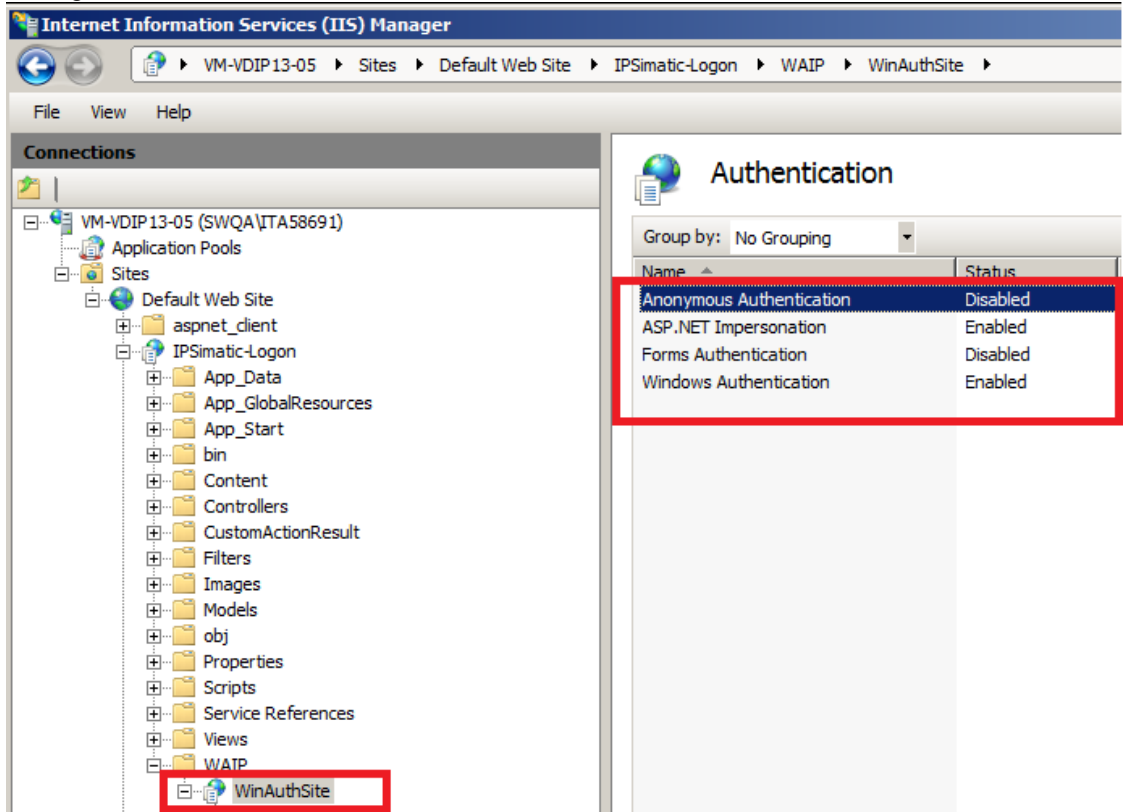 Internet Information Services (IIS) Manager
VM-VDIP13-05 Sites Default Web Site IPSimatic-Logon WAIP WinAuthSite
File View Help
Connections
Authentication
VM-VDIP13-05 (SWQA\ITA58691)
Application Pools
Sites
Default Web Site
aspnet_client
IPSimatic-Logon
App_Data
App_GlobalResources
App_Start
bin
Content
Controllers
CustomActionResult
Filters
Images
Models
obj
Properties
Scripts
Service References
Views
WAIP
WinAuthSite
Group by: No Grouping
Name Status
Anonymous Authentication Disabled
ASP.NET Impersonation Enabled
Forms Authentication Disabled
Windows Authentication Enabled